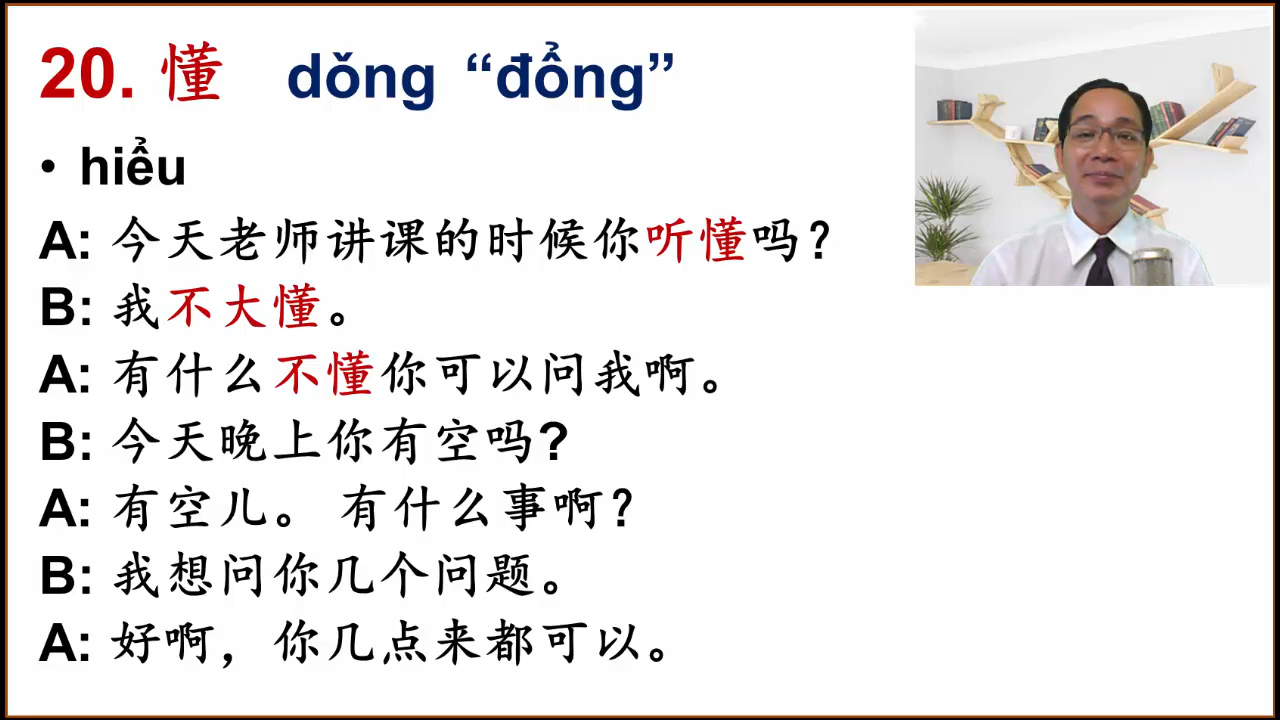 20. 懂 dǒng “đổng”
• hiểu
A: 今天老师讲课的时候你听懂吗？
B: 我不大懂。
A: 有什么不懂你可以问我啊。
B: 今天晚上你有空吗?
A: 有空儿。 有什么事啊？
B: 我想问你几个问题。
A: 好啊，你几点来都可以。